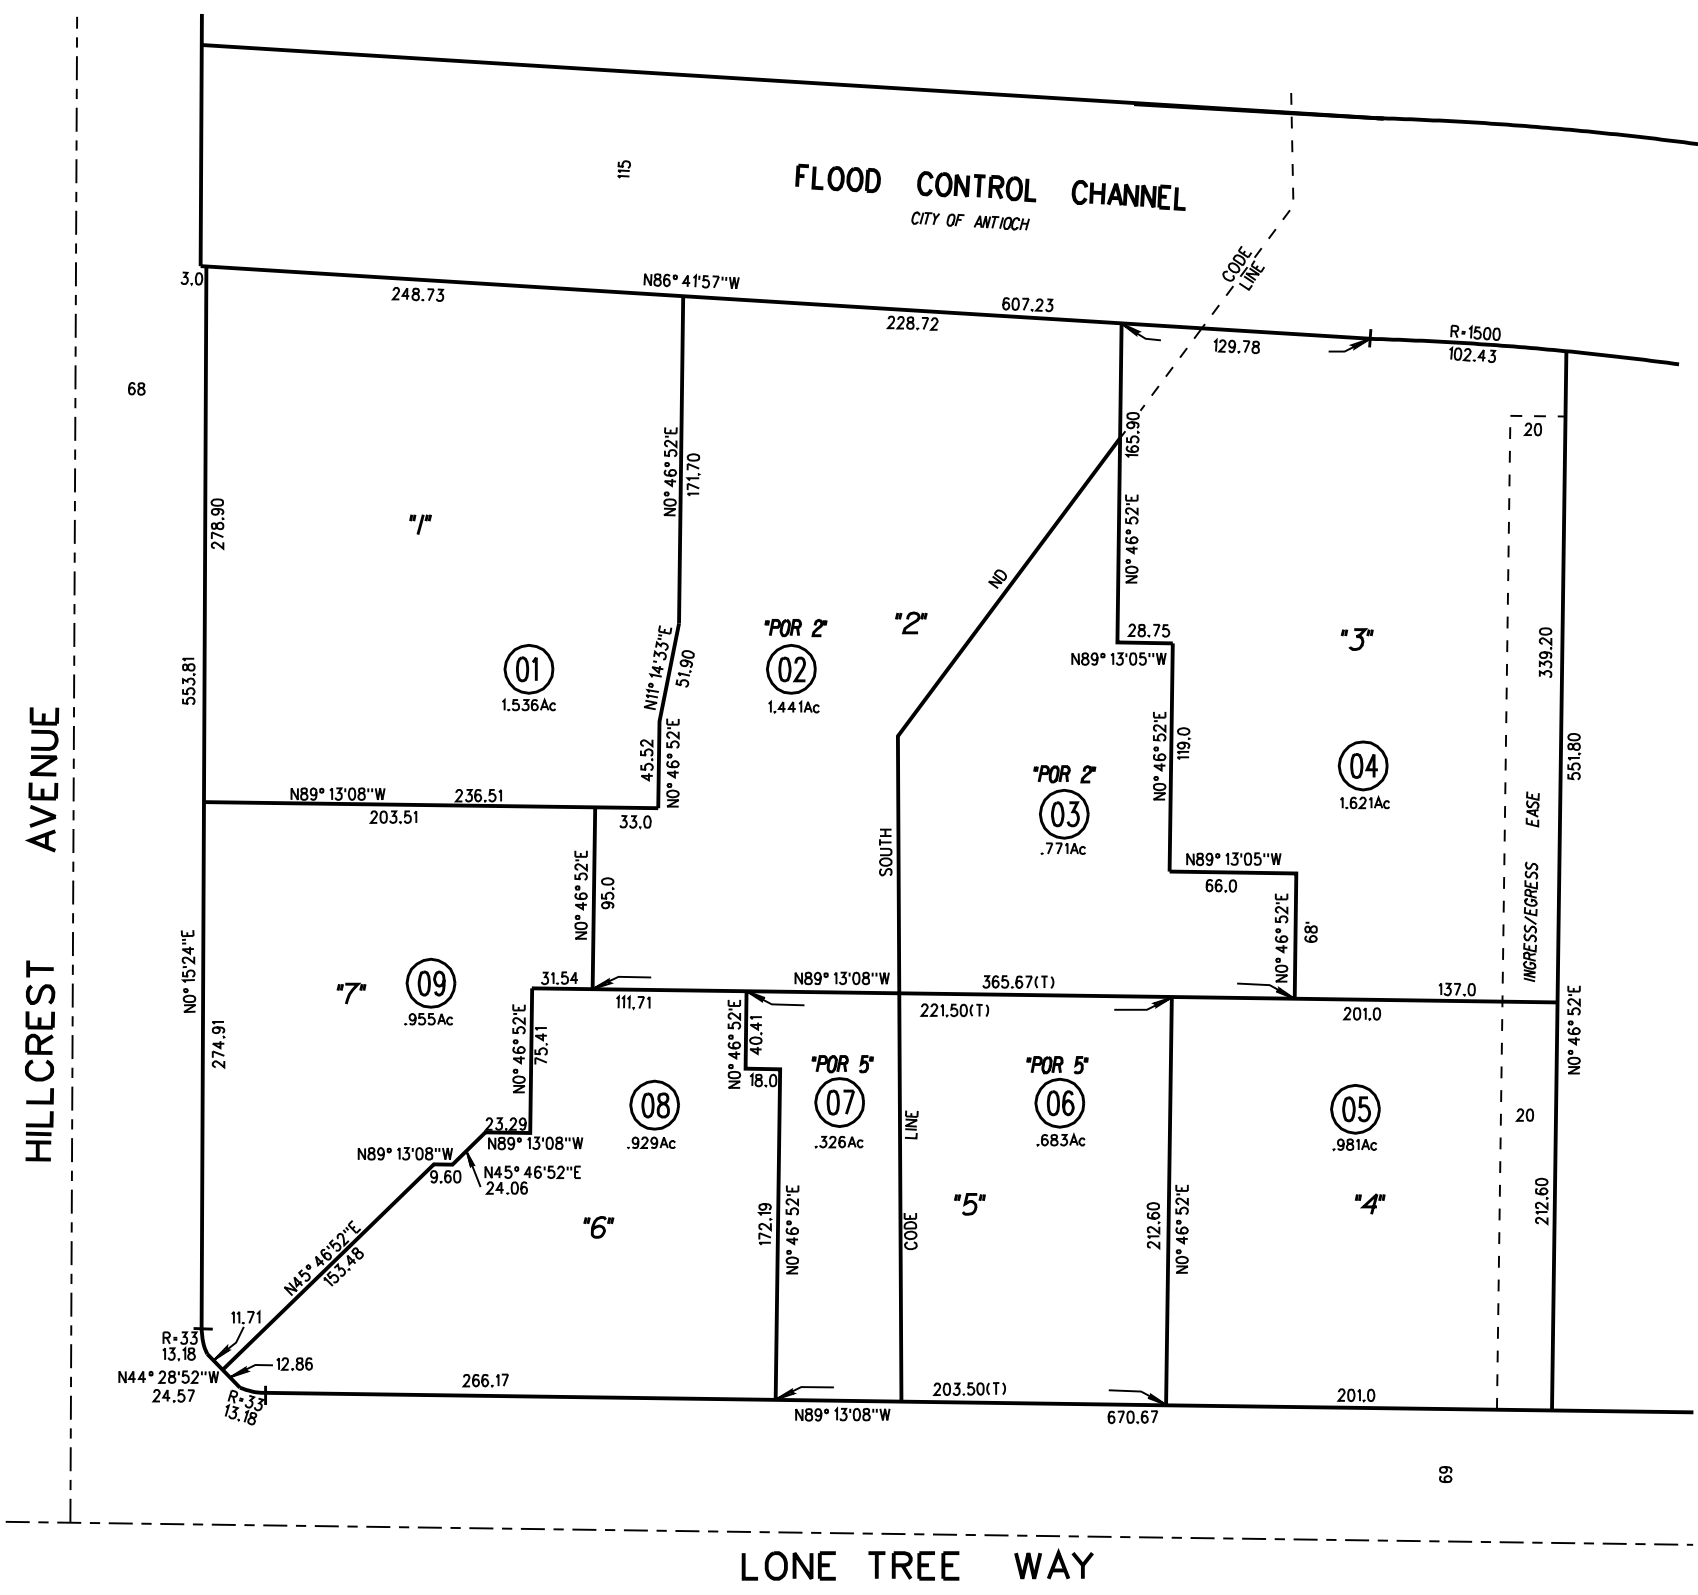 115
FLOOD CONTROL CHANNEL
CITY OF ANTIOCH
CODE
LINE
3.0
248.73
N86°41'57"W
228.72
607.23
129.78
R=1500
102.43
68
20
165.90
N0°46'52'E
171.70
278.90
"1"
N0°46'52'E
ND
"2"
"POR 2"
02
1.441Ac
28.75
N89°13'05"W
"3"
339.20
553.81
01
1.536Ac
N11°14'33"E
51.90
45.52
N0°46'52'E
N0°46'52'E
119.0
"POR 2"
03
.771Ac
04
1.621Ac
551.80
HILLCREST AVENUE
N89°13'08"W
236.51
203.51
33.0
SOUTH
INGRESS/EGRESS EASE
N89°13'05"W
66.0
N0°46'52'E
95.0
N0°46'52'E
68'
N0°15'24"E
"7"
09
.955Ac
31.54
111.71
N89°13'08"W
365.67(T)
221.50(T)
137.0
201.0
274.91
N0°46'52'E
75.41
N0°46'52'E
40.41
18.0
"POR 5"
07
.326Ac
"POR 5"
06
.683Ac
N0°46'52'E
08
.929Ac
LINE
05
.981Ac
20
23.29
N89°13'08"W
N89°13'08"W
9.60
N45°46'52"E
24.06
"6"
172.19
N0°46'52'E
CODE
"5"
212.60
N0°46'52'E
"4"
212.60
N45°46'52"E
153.48
11.71
R=33
13.18
12.86
N44°28'52"W
24.57
R=33
13.18
266.17
203.50(T)
201.0
N89°13'08"W
670.67
69
LONE TREE WAY